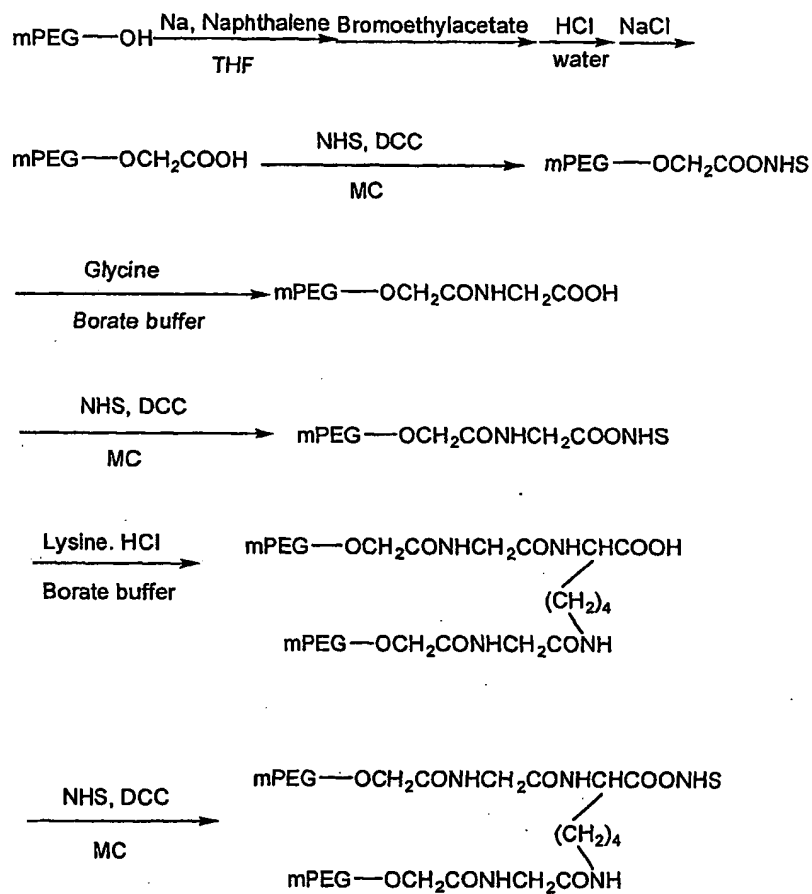 mPEG—OH Na, Naphthalene Bromoethylacetate HCl NaCl
THF water
mPEG—OCH2COOH NHS, DCC mPEG—OCH2COONHS
MC
Glycine
mPEG—OCH2CONHCH2COOH
Borate buffer
NHS, DCC
mPEG—OCH2CONHCH2COONHS
MC
Lysine. HCl
mPEG—OCH2CONHCH2CONHCHCOOH
Borate buffer
(CH2)4
mPEG—OCH2CONHCH2CONH
mPEG—OCH2CONHCH2CONHCHCOONHS
NHS, DCC
MC
(CH2)4
mPEG—OCH2CONHCH2CONH